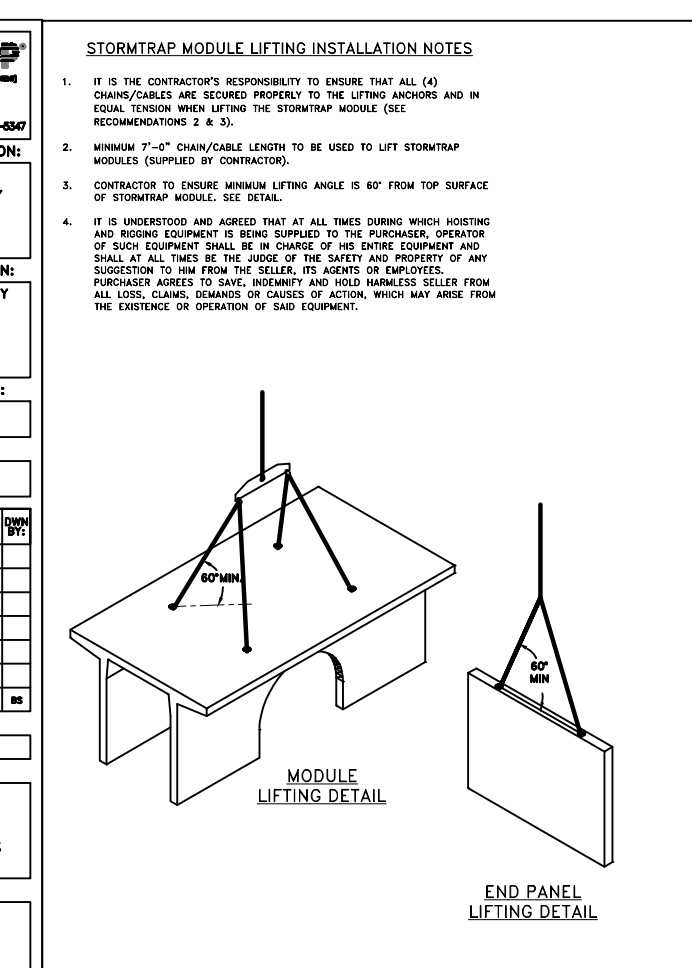 P®
-5347
ON:
N:
Y
:
DWN
BY:
BS
STORMTRAP MODULE LIFTING INSTALLATION NOTES
1. IT IS THE CONTRACTOR'S RESPONSIBILITY TO ENSURE THAT ALL (4)
CHAINS/CABLES ARE SECURED PROPERLY TO THE LIFTING ANCHORS AND IN
EQUAL TENSION WHEN LIFTING THE STORMTRAP MODULE (SEE
RECOMMENDATIONS 2 & 3).
2. MINIMUM 7'-0" CHAIN/CABLE LENGTH TO BE USED TO LIFT STORMTRAP
MODULES (SUPPLIED BY CONTRACTOR).
3. CONTRACTOR TO ENSURE MINIMUM LIFTING ANGLE IS 60° FROM TOP SURFACE
OF STORMTRAP MODULE. SEE DETAIL.
4. IT IS UNDERSTOOD AND AGREED THAT AT ALL TIMES DURING WHICH HOISTING
AND RIGGING EQUIPMENT IS BEING SUPPLIED TO THE PURCHASER, OPERATOR
OF SUCH EQUIPMENT SHALL BE IN CHARGE OF HIS ENTIRE EQUIPMENT AND
SHALL AT ALL TIMES BE THE JUDGE OF THE SAFETY AND PROPERTY OF ANY
SUGGESTION TO HIM FROM THE SELLER, ITS AGENTS OR EMPLOYEES.
PURCHASER AGREES TO SAVE, INDEMNIFY AND HOLD HARMLESS SELLER FROM
ALL LOSS, CLAIMS, DEMANDS OR CAUSES OF ACTION, WHICH MAY ARISE FROM
THE EXISTENCE OR OPERATION OF SAID EQUIPMENT.
60° MIN.
MODULE
LIFTING DETAIL
60°
MIN
END PANEL
LIFTING DETAIL